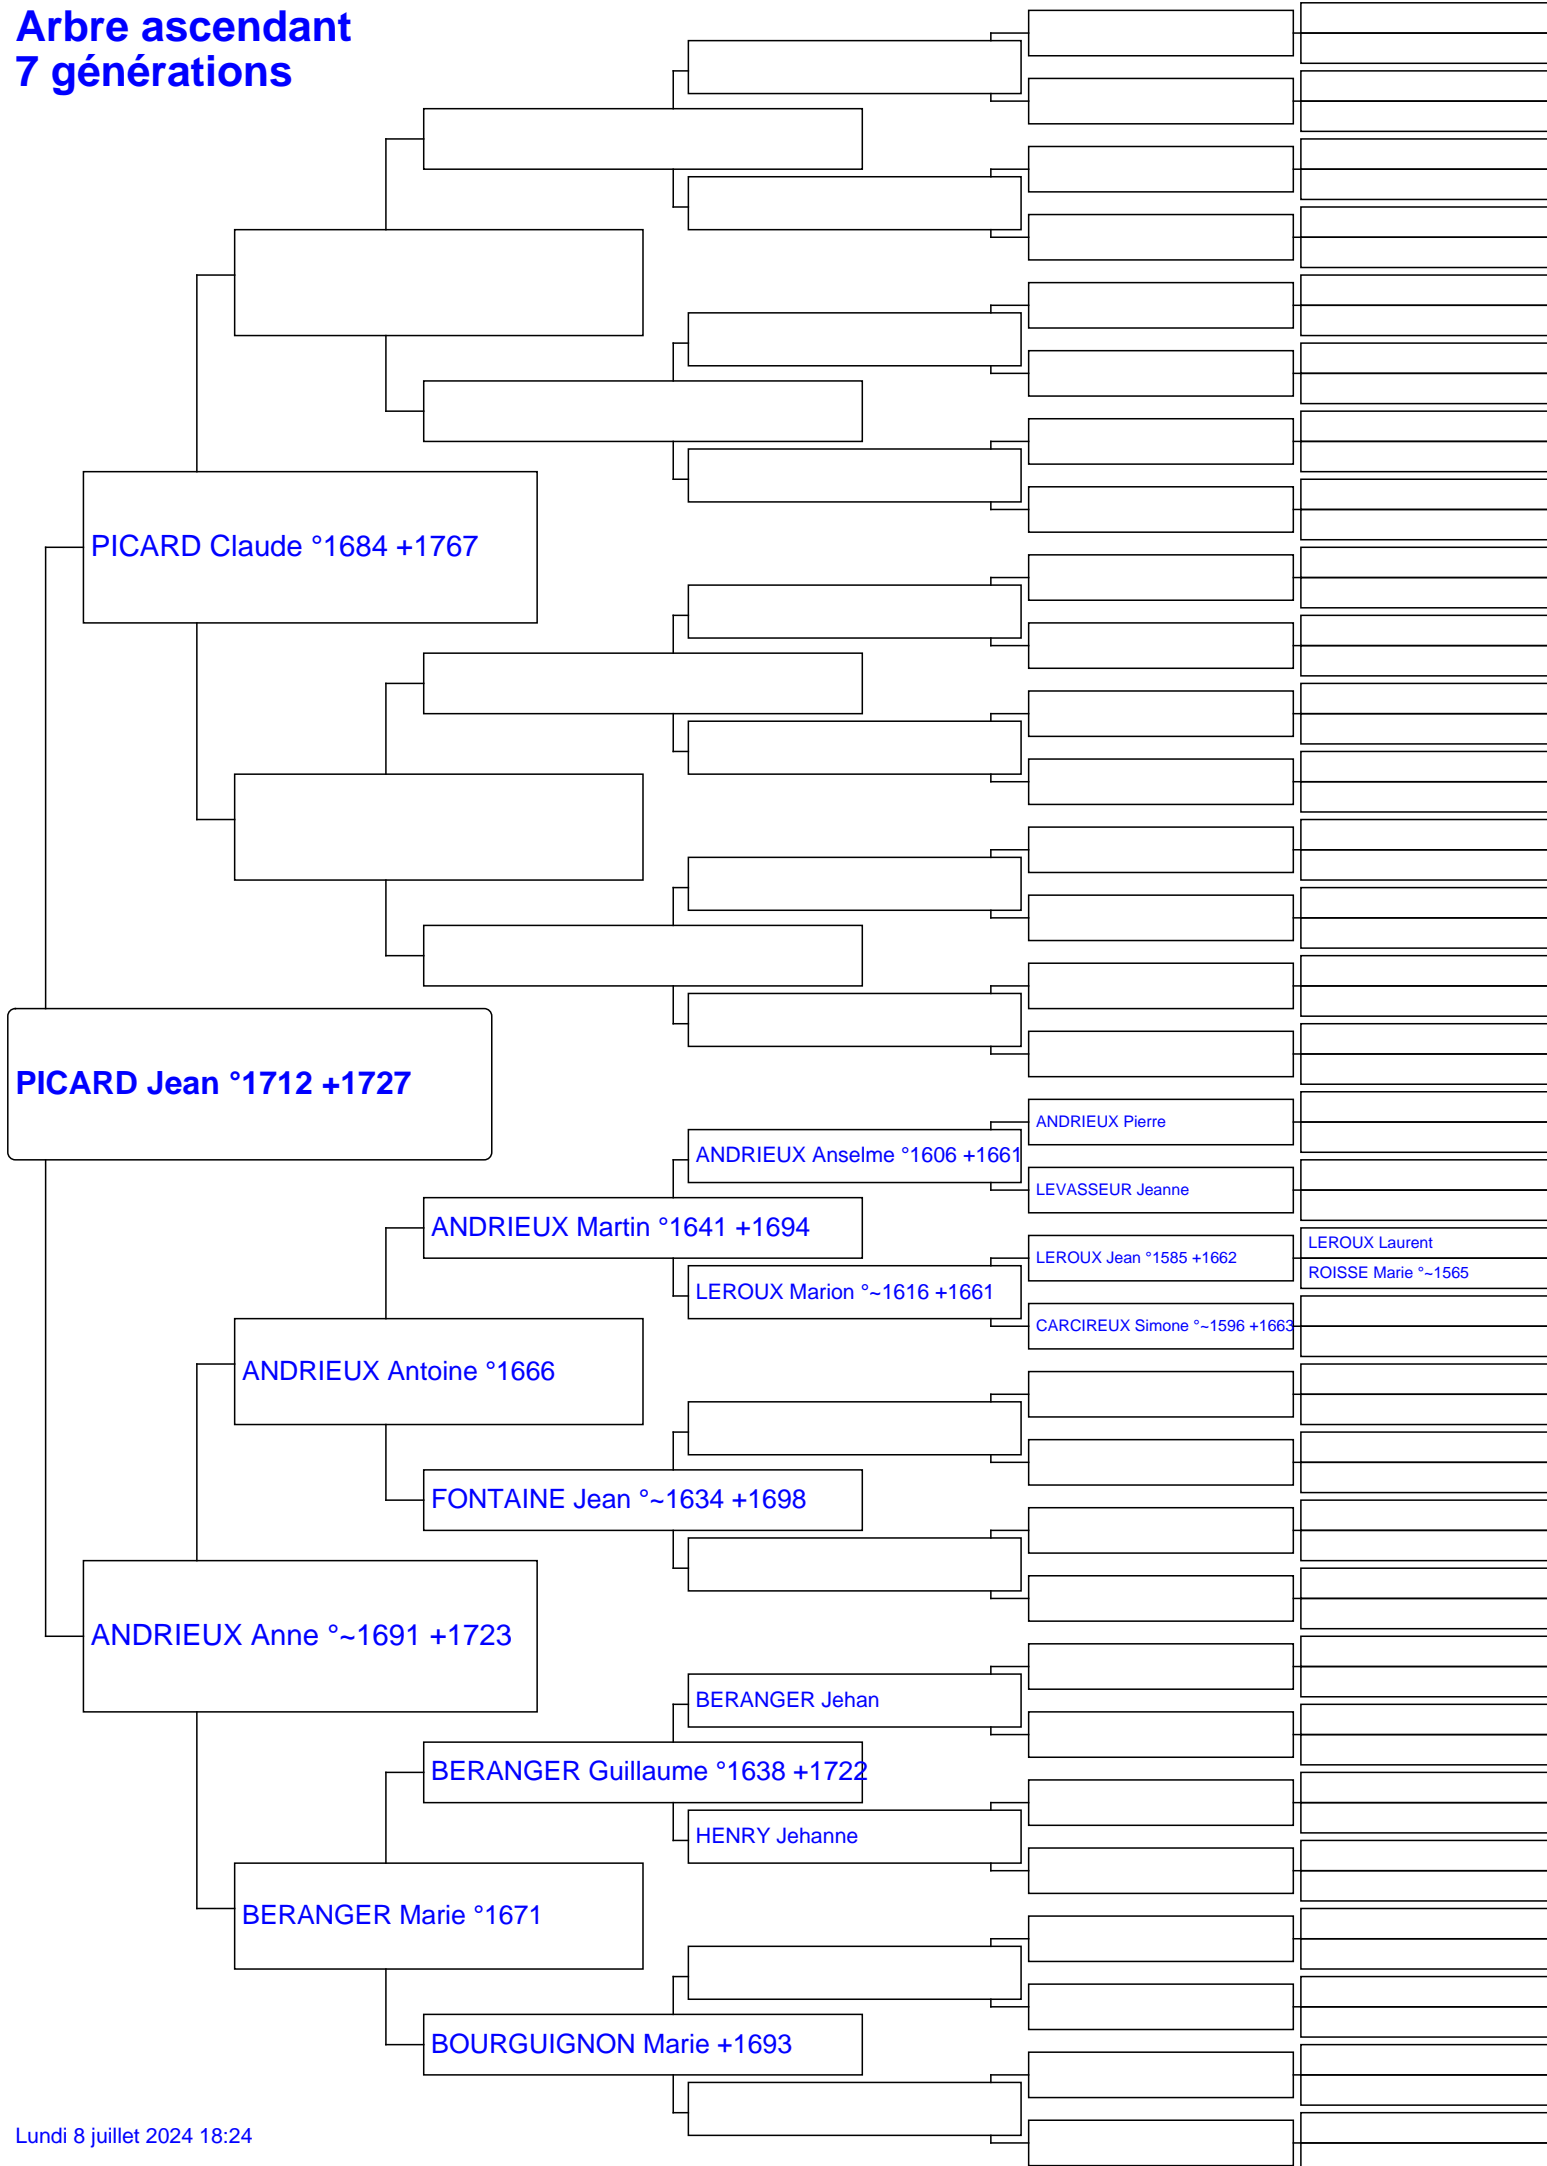 Arbre ascendant
7 générations
PICARD Claude °1684 +1767
PICARD Jean °1712 +1727
ANDRIEUX Pierre
ANDRIEUX Anselme °1606 +1661
LEVASSEUR Jeanne
ANDRIEUX Martin °1641 +1694
LEROUX Laurent
LEROUX Jean °1585 +1662
ROISSE Marie °~1565
LEROUX Marion °~1616 +1661
CARCIREUX Simone °~1596 +1663
ANDRIEUX Antoine °1666
FONTAINE Jean °~1634 +1698
ANDRIEUX Anne °~1691 +1723
BERANGER Jehan
BERANGER Guillaume °1638 +1722
HENRY Jehanne
BERANGER Marie °1671
BOURGUIGNON Marie +1693
Lundi 8 juillet 2024 18:24